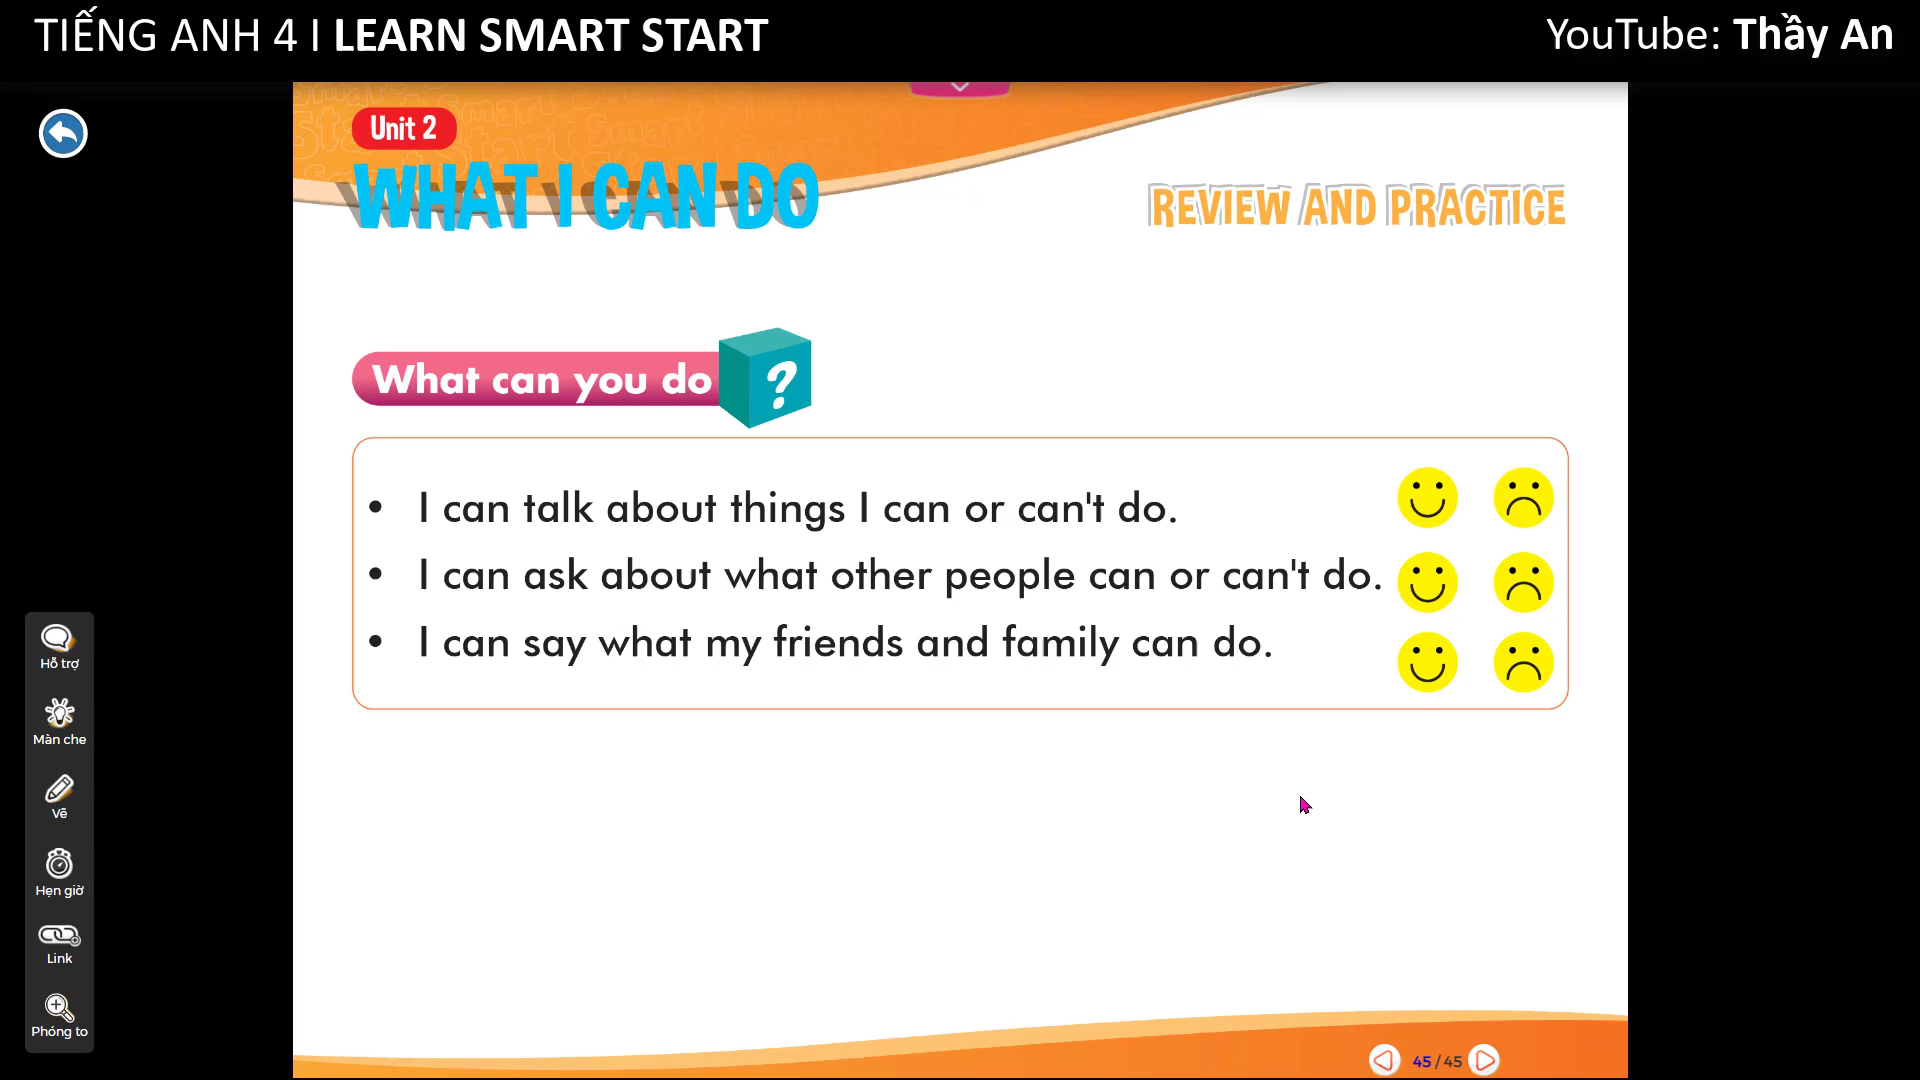 TIẾNG ANH 4 I LEARN SMART START
YouTube: Thầy An
Unit 2
WHAT I CAN DO
REVIEW AND PRACTICE
What can you do ?
• I can talk about things I can or can't do.
• I can ask about what other people can or can't do.
• I can say what my friends and family can do.
Hỗ trợ
Màn che
Vẽ
Hẹn giờ
Link
Phóng to
45 / 45